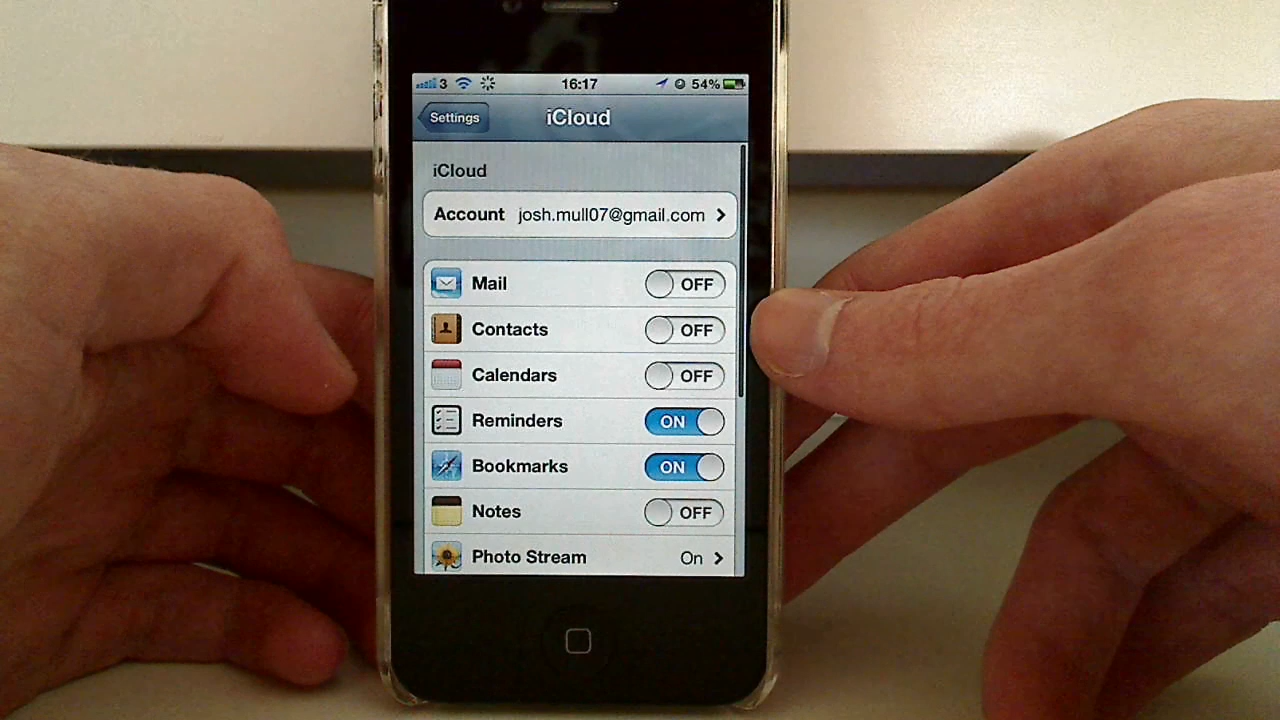 3 16:17 54%
Settings iCloud
iCloud
Account josh.mull07@gmail.com
Mail OFF
Contacts OFF
Calendars OFF
Reminders ON
Bookmarks ON
Notes OFF
Photo Stream On